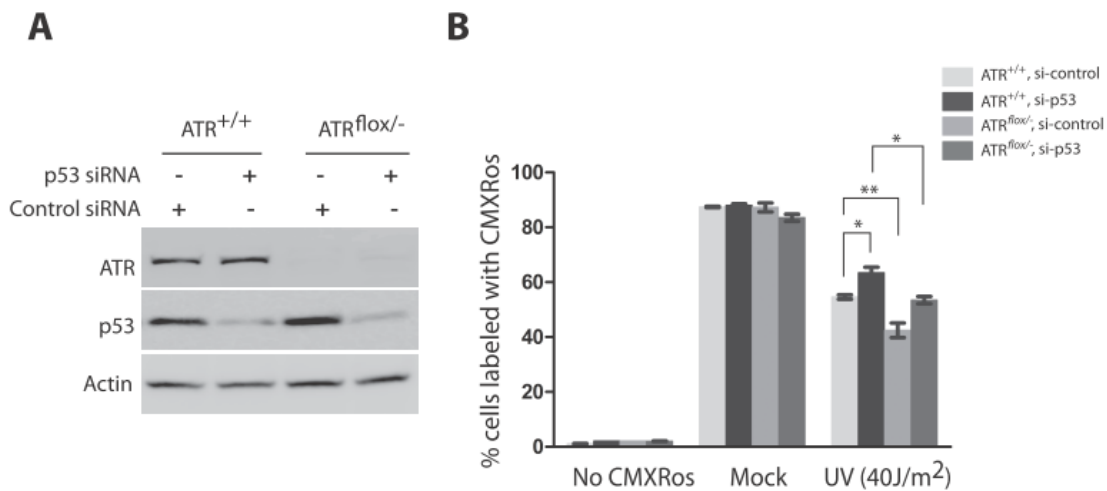 A
ATR+/+ ATRflox/-
p53 siRNA - + - +
Control siRNA + - + -
ATR
p53
Actin
B
ATR+/+, si-control
ATR+/+, si-p53
ATRflox/-, si-control
ATRflox/-, si-p53
% cells labeled with CMXRos
100
80
60
40
20
0
*
**
*
No CMXRos Mock UV (40J/m2)